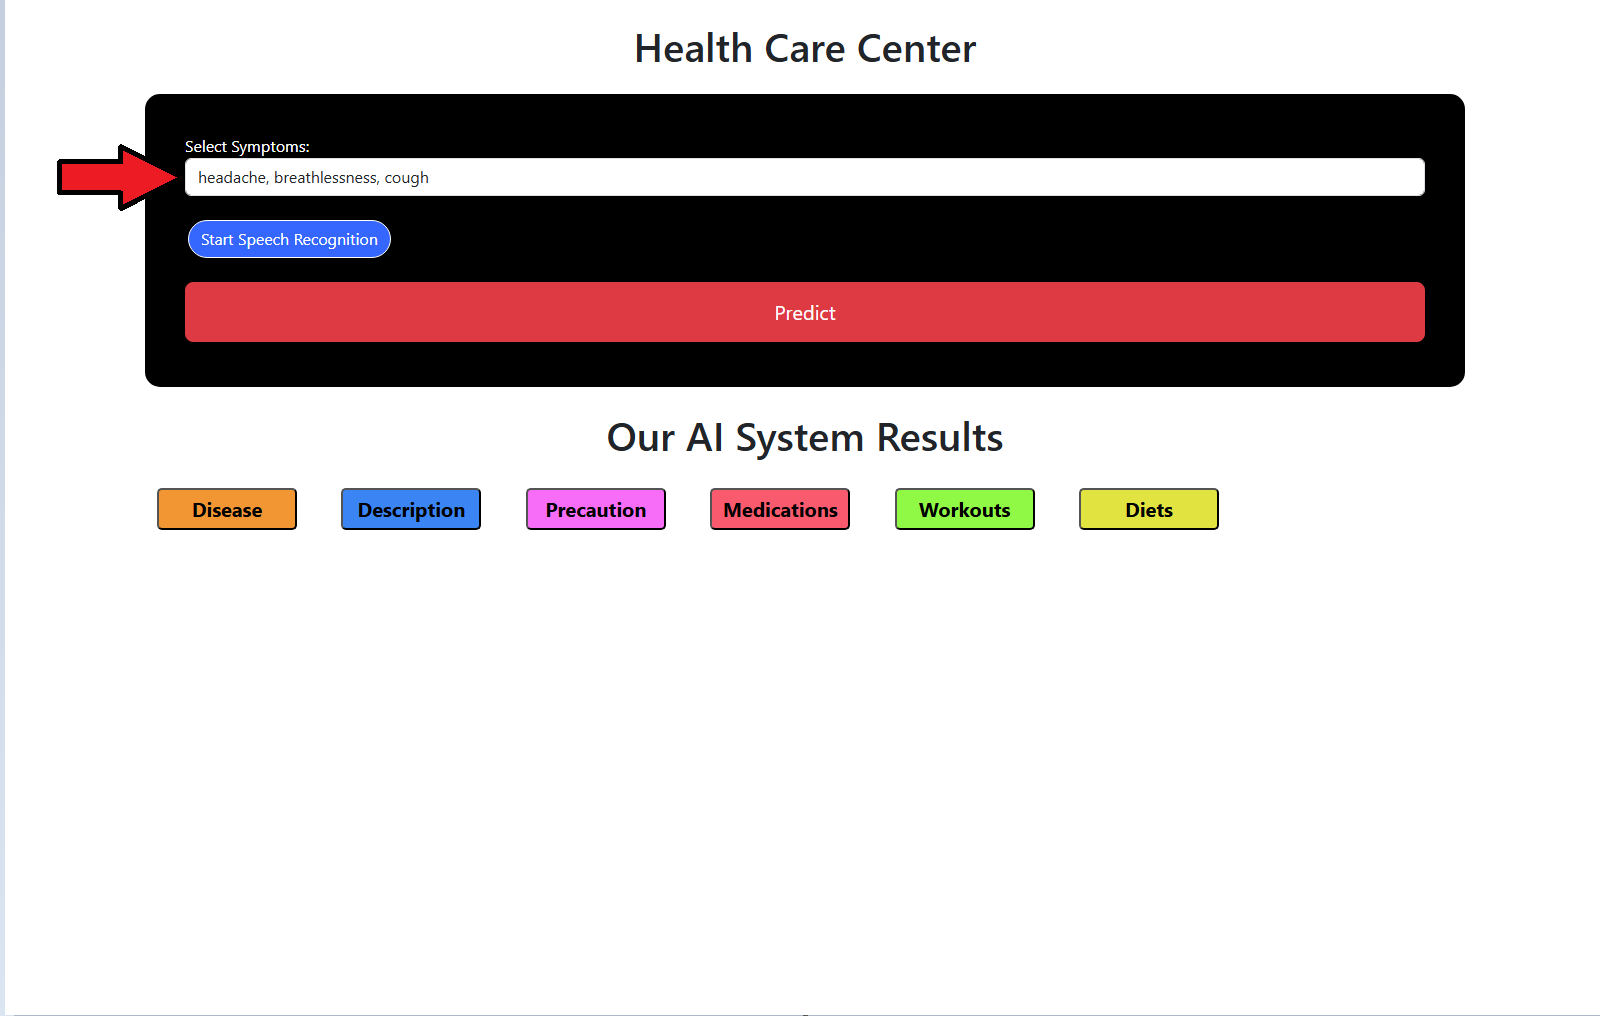 Health Care Center
Select Symptoms:
headache, breathlessness, cough
Start Speech Recognition
Predict
Our AI System Results
Disease Description Precaution Medications Workouts Diets